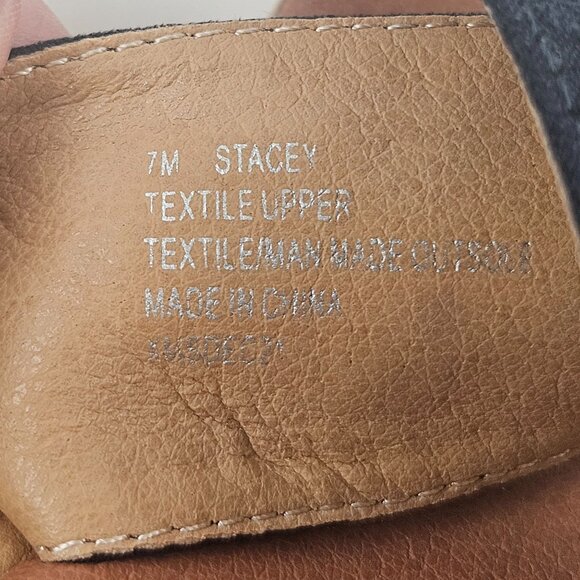 7M STACEY
TEXTILE UPPER
TEXTILE/MAN MADE OUTSOLE
MADE IN CHINA